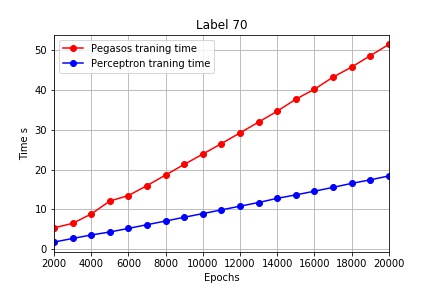 Label 70
Pegasos traning time
Perceptron traning time
Time s
50
40
30
20
10
0
2000 4000 6000 8000 10000 12000 14000 16000 18000 20000
Epochs